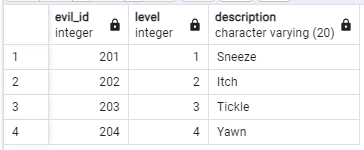 evil_id level description
integer integer character varying (20)
1 201 1 Sneeze
2 202 2 Itch
3 203 3 Tickle
4 204 4 Yawn